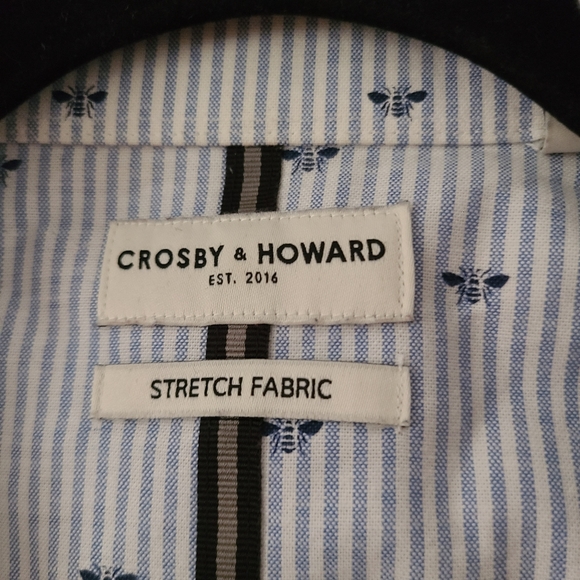 CROSBY & HOWARD
EST. 2016
STRETCH FABRIC